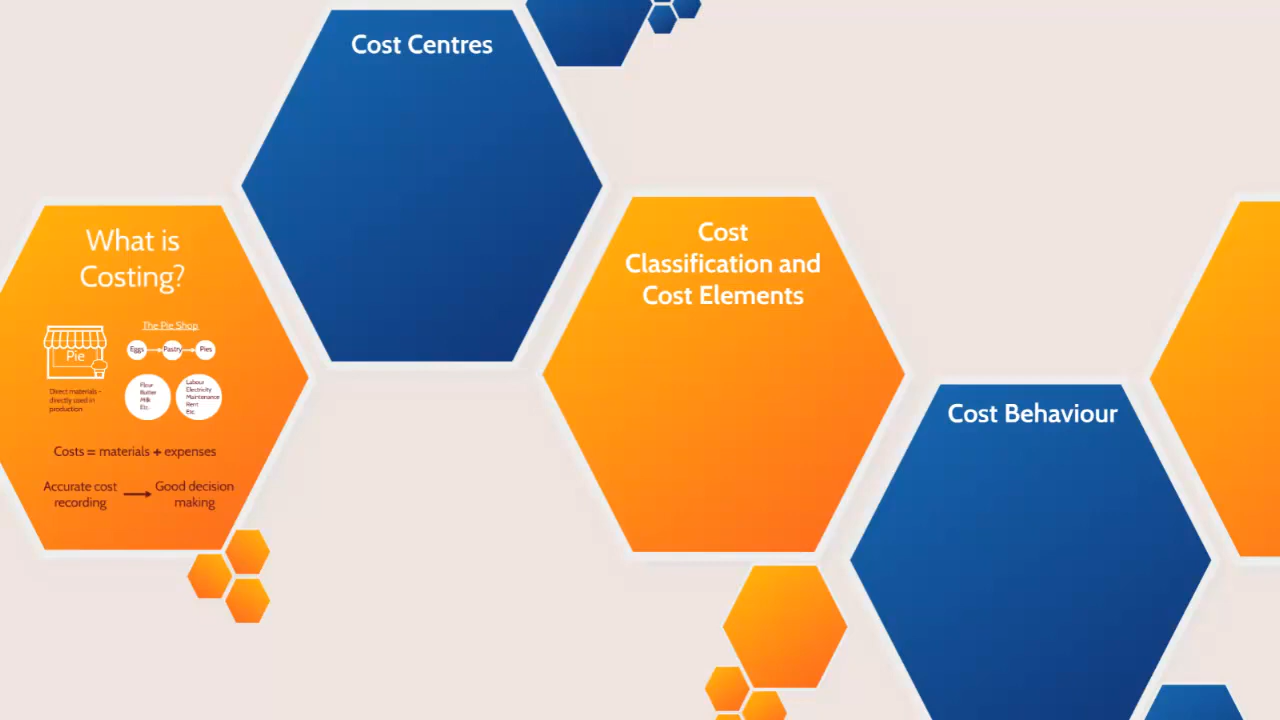 Cost Centres
What is
Costing?
The Pie Shop
Pie
Eggs
Pastry
Pies
Direct materials -
directly used in
production
Flour
Butter
Milk
Etc.
Labour
Electricity
Maintenance
Rent
Etc.
Costs = materials + expenses
Accurate cost
recording
Good decision
making
Cost
Classification and
Cost Elements
Cost Behaviour